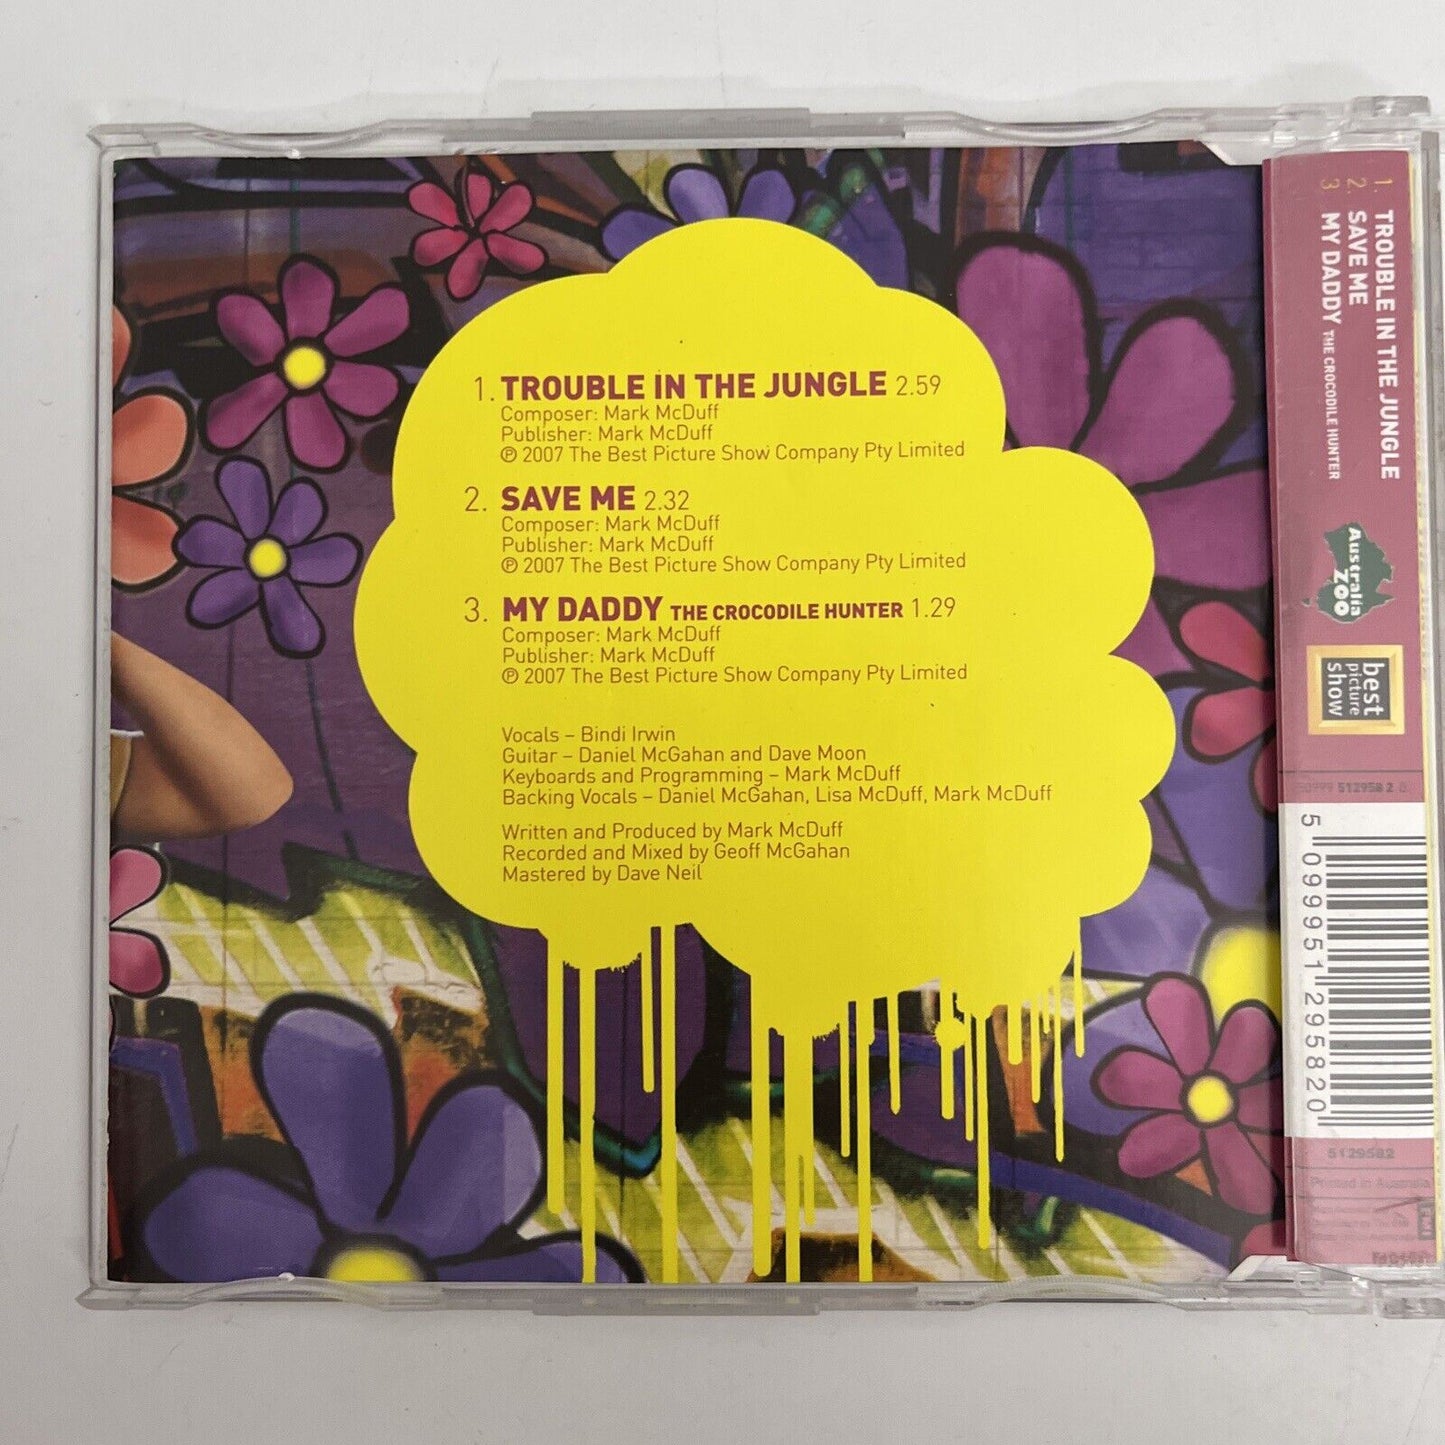 1. TROUBLE IN THE JUNGLE 2.59
Composer: Mark McDuff
Publisher: Mark McDuff
℗ 2007 The Best Picture Show Company Pty Limited
2. SAVE ME 2.32
Composer: Mark McDuff
Publisher: Mark McDuff
℗ 2007 The Best Picture Show Company Pty Limited
3. MY DADDY THE CROCODILE HUNTER 1.29
Composer: Mark McDuff
Publisher: Mark McDuff
℗ 2007 The Best Picture Show Company Pty Limited
Vocals – Bindi Irwin
Guitar – Daniel McGahan and Dave Moon
Keyboards and Programming – Mark McDuff
Backing Vocals – Daniel McGahan, Lisa McDuff, Mark McDuff
Written and Produced by Mark McDuff
Recorded and Mixed by Geoff McGahan
Mastered by Dave Neil
1. TROUBLE IN THE JUNGLE
2. SAVE ME
3 MY DADDY THE CROCODILE HUNTER
Australia
ZOO
best
picture
show
512958 2
5 099951 295820
5129582
Printed in Australia
EMI